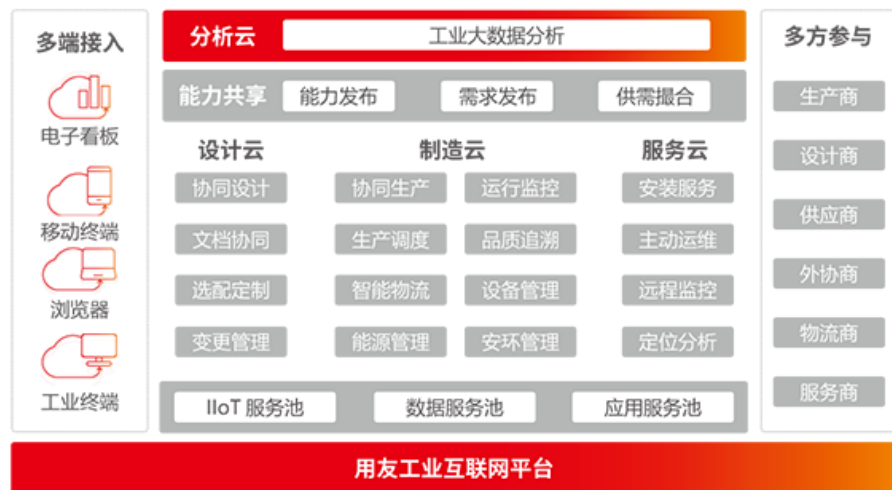 多端接入
电子看板
移动终端
浏览器
工业终端
分析云 工业大数据分析
能力共享 能力发布 需求发布 供需撮合
设计云 制造云 服务云
协同设计 协同生产 运行监控 安装服务
文档协同 生产调度 品质追溯 主动运维
选配定制 智能物流 设备管理 远程监控
变更管理 能源管理 安环管理 定位分析
IIoT 服务池 数据服务池 应用服务池
多方参与
生产商
设计商
供应商
外协商
物流商
服务商
用友工业互联网平台